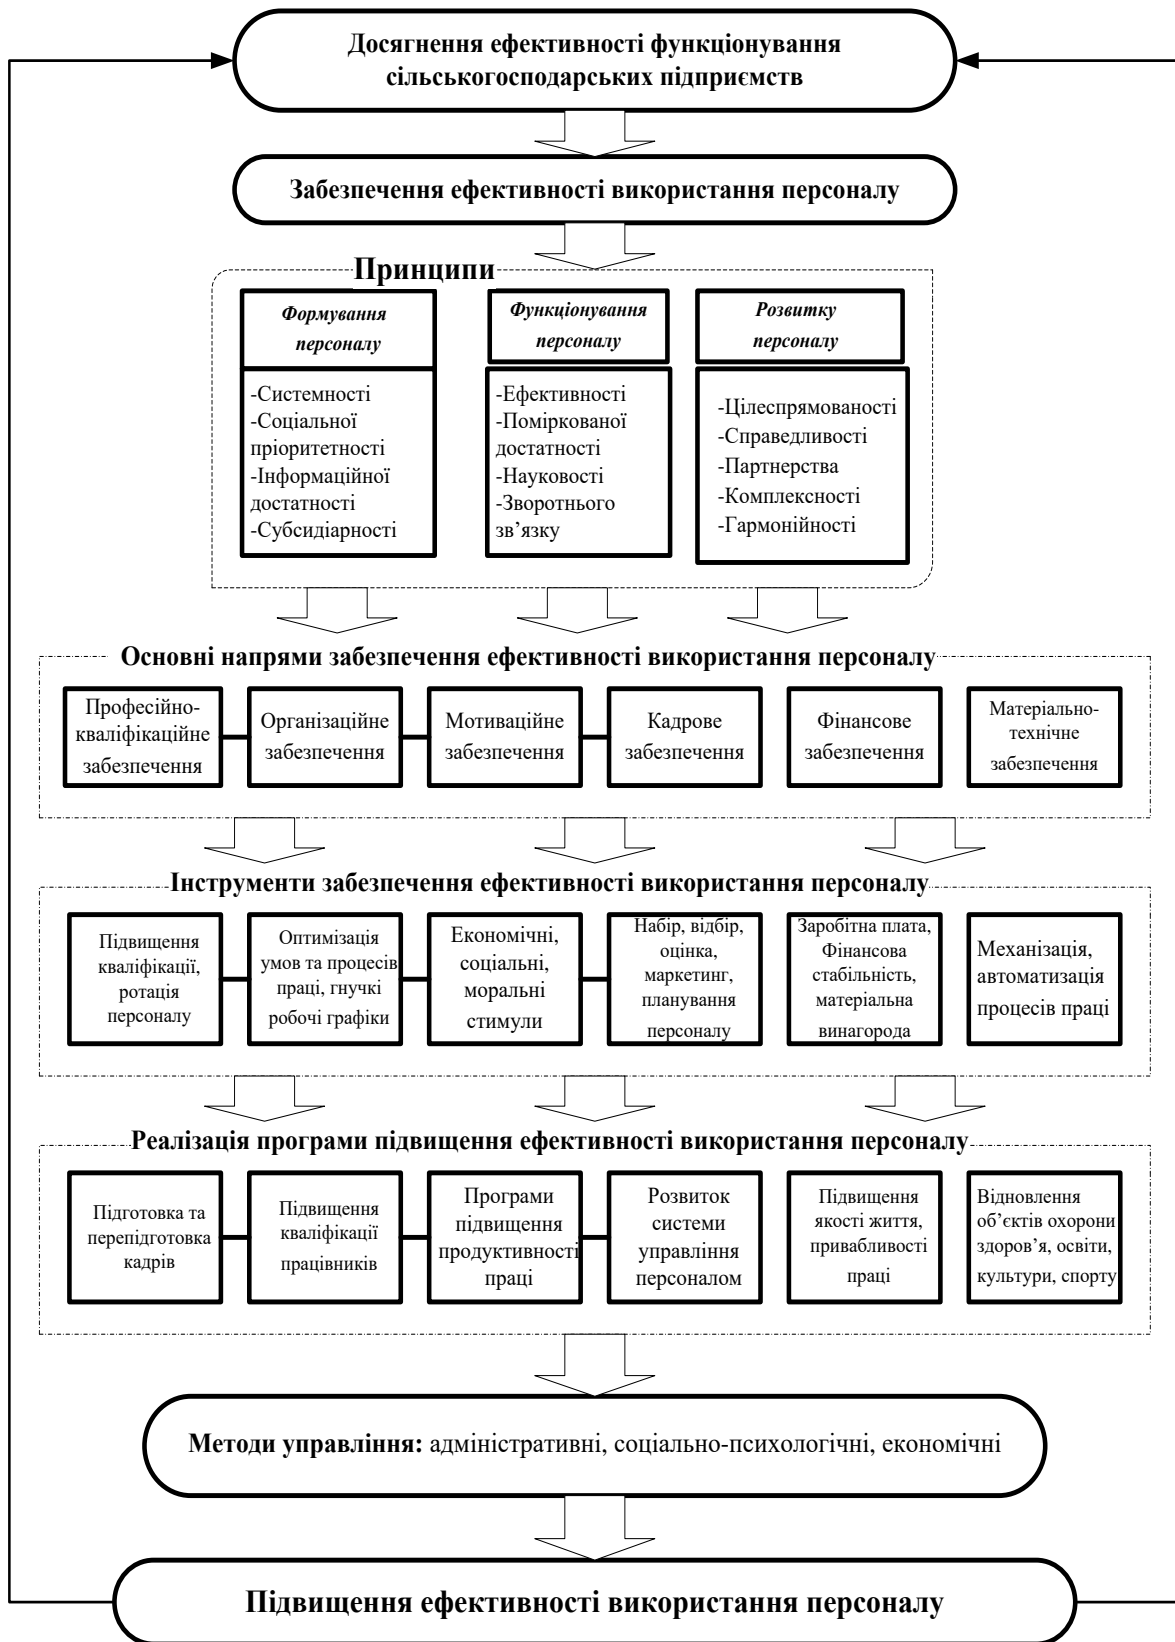 Досягнення ефективності функціонування
сільськогосподарських підприємств
Забезпечення ефективності використання персоналу
Принципи
Формування
персоналу
-Системності
-Соціальної
пріоритетності
-Інформаційної
достатності
-Субсидіарності
Функціонування
персоналу
-Ефективності
-Поміркованої
достатності
-Науковості
-Зворотнього
зв’язку
Розвитку
персоналу
-Цілеспрямованості
-Справедливості
-Партнерства
-Комплексності
-Гармонійності
Основні напрями забезпечення ефективності використання персоналу
Професійно-
кваліфікаційне
забезпечення
Організаційне
забезпечення
Мотиваційне
забезпечення
Кадрове
забезпечення
Фінансове
забезпечення
Матеріально-
технічне
забезпечення
Інструменти забезпечення ефективності використання персоналу
Підвищення
кваліфікації,
ротація
персоналу
Оптимізація
умов та процесів
праці, гнучкі
робочі графіки
Економічні,
соціальні,
моральні
стимули
Набір, відбір,
оцінка,
маркетинг,
планування
персоналу
Заробітна плата,
Фінансова
стабільність,
матеріальна
винагорода
Механізація,
автоматизація
процесів праці
Реалізація програми підвищення ефективності використання персоналу
Підготовка та
перепідготовка
кадрів
Підвищення
кваліфікації
працівників
Програми
підвищення
продуктивності
праці
Розвиток
системи
управління
персоналом
Підвищення
якості життя,
привабливості
праці
Відновлення
об’єктів охорони
здоров’я, освіти,
культури, спорту
Методи управління: адміністративні, соціально-психологічні, економічні
Підвищення ефективності використання персоналу